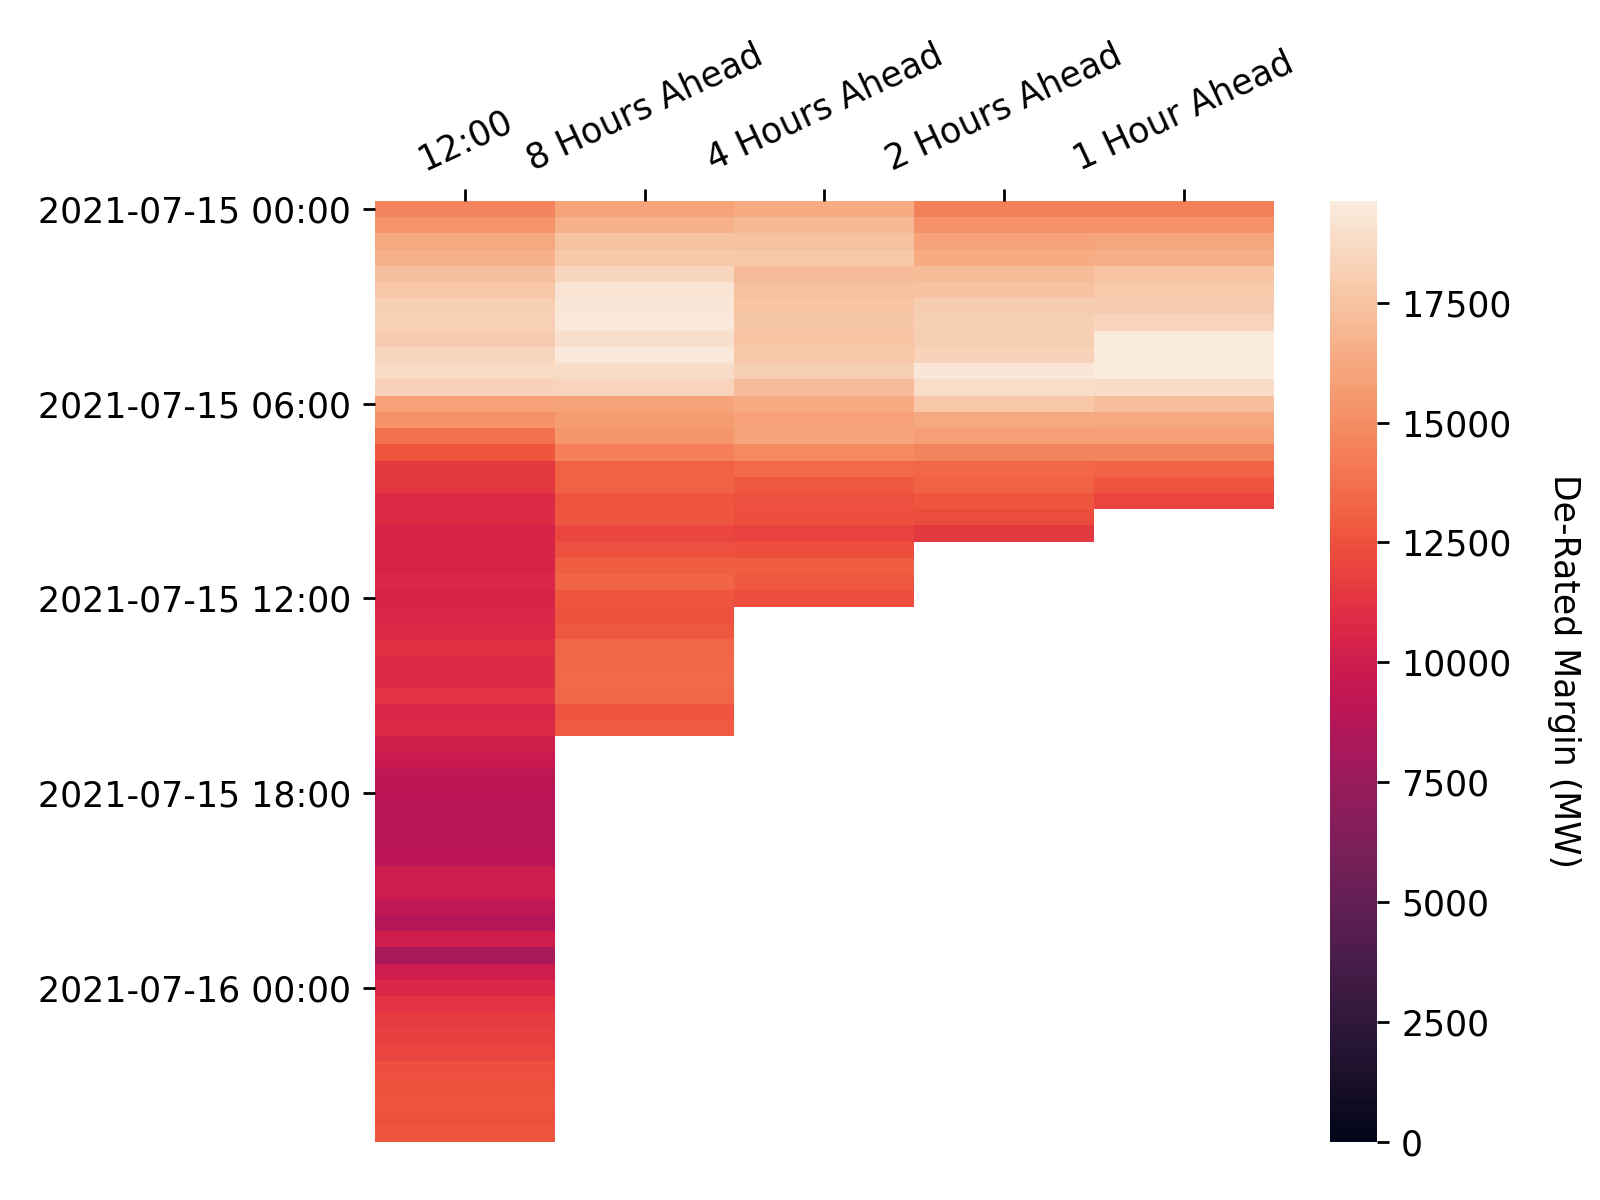 12:00
8 Hours Ahead
4 Hours Ahead
2 Hours Ahead
1 Hour Ahead
2021-07-15 00:00
2021-07-15 06:00
2021-07-15 12:00
2021-07-15 18:00
2021-07-16 00:00
17500
15000
12500
10000
7500
5000
2500
0
De-Rated Margin (MW)